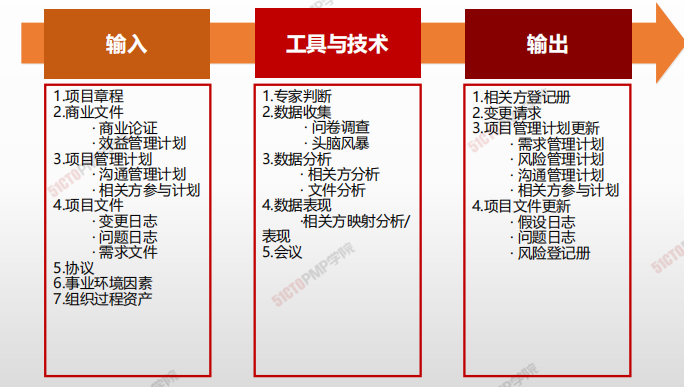 输入
1.项目章程
2.商业文件
· 商业论证
· 效益管理计划
3.项目管理计划
· 沟通管理计划
· 相关方参与计划
4.项目文件
· 变更日志
· 问题日志
· 需求文件
5.协议
6.事业环境因素
7.组织过程资产
工具与技术
1.专家判断
2.数据收集
· 问卷调查
· 头脑风暴
3.数据分析
· 相关方分析
· 文件分析
4.数据表现
·相关方映射分析/
表现
5.会议
输出
1.相关方登记册
2.变更请求
3.项目管理计划更新
· 需求管理计划
· 风险管理计划
· 沟通管理计划
· 相关方参与计划
4.项目文件更新
· 假设日志
· 问题日志
· 风险登记册
51CTOPMP学院